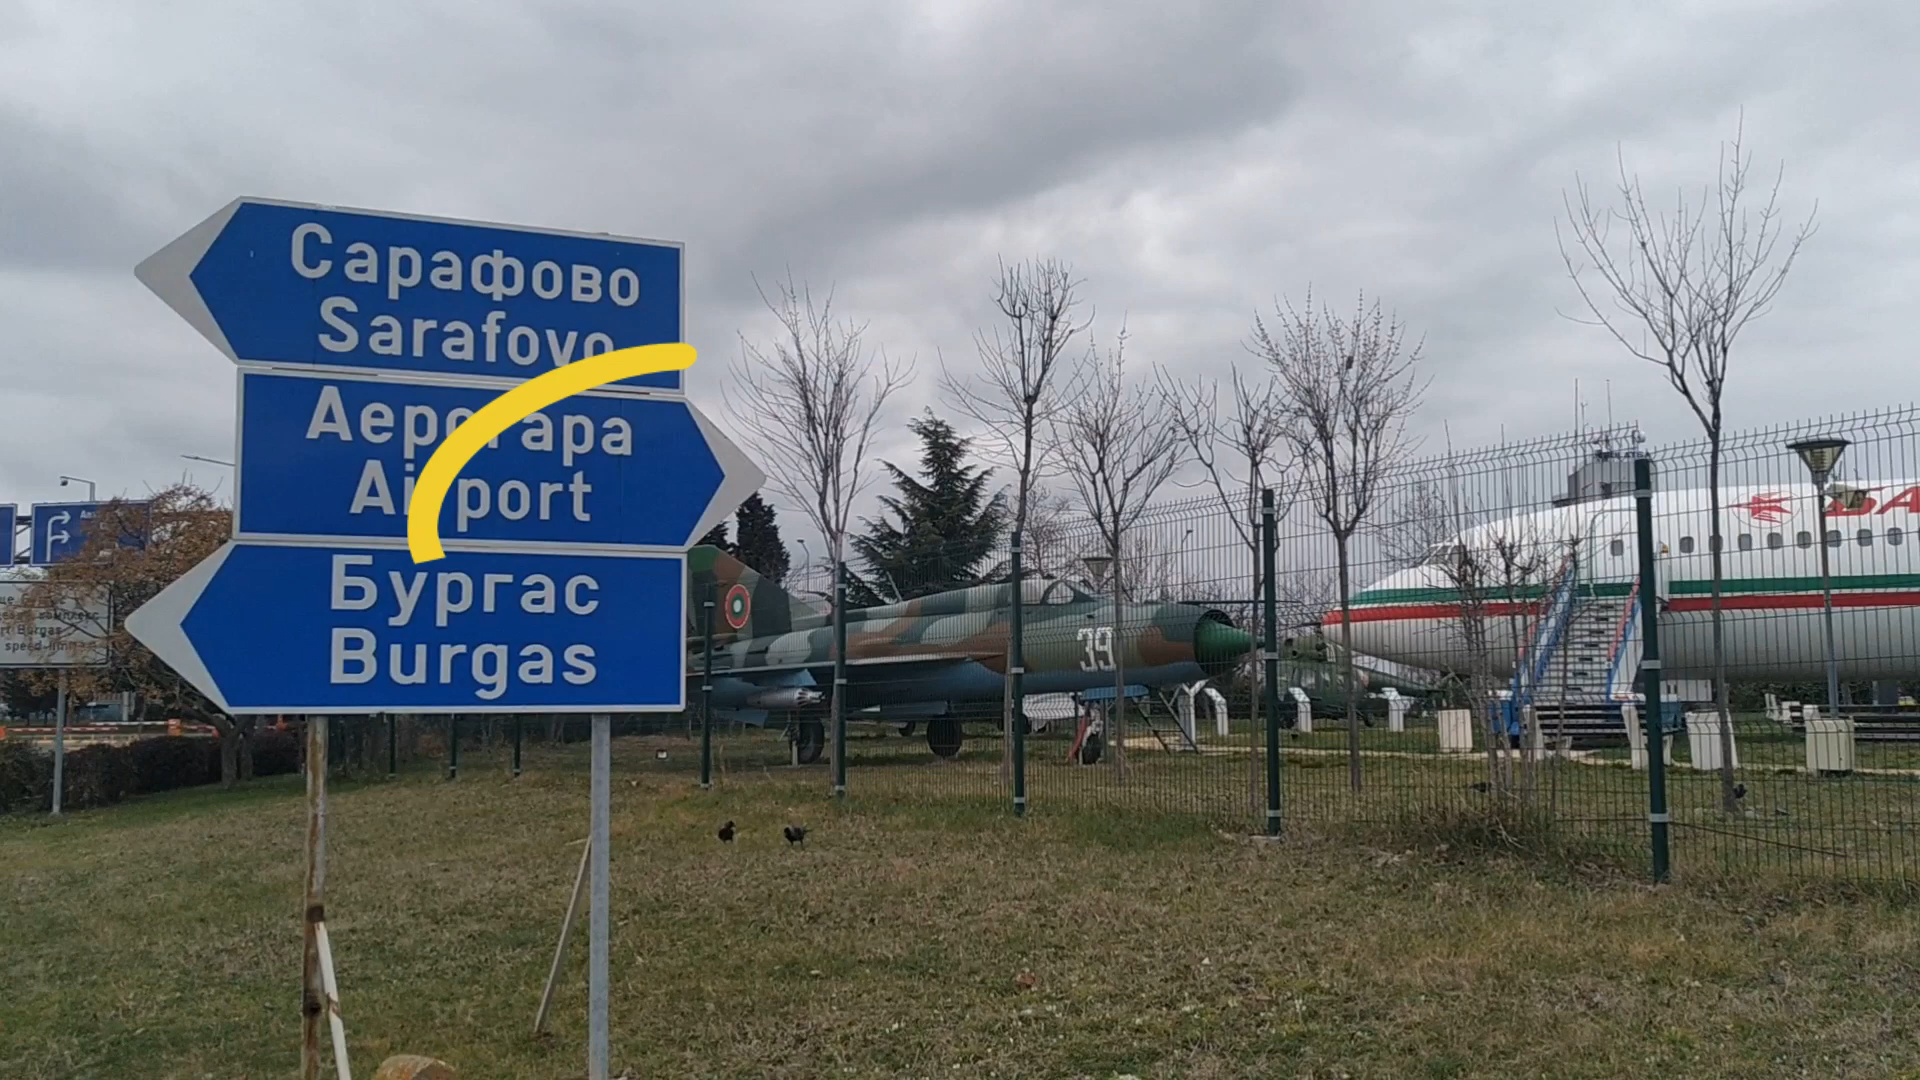 Сарафово
Sarafovo
Аерогара
Airport
Бургас
Burgas
39